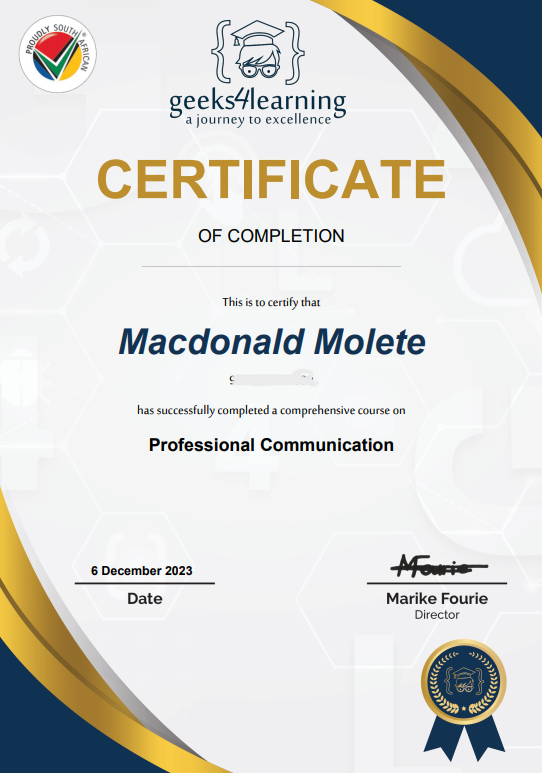 PROUDLY SOUTH AFRICAN
geeks4learning
a journey to excellence
CERTIFICATE
OF COMPLETION
This is to certify that
Macdonald Molete
has successfully completed a comprehensive course on
Professional Communication
6 December 2023
Date
MFourie
Marike Fourie
Director